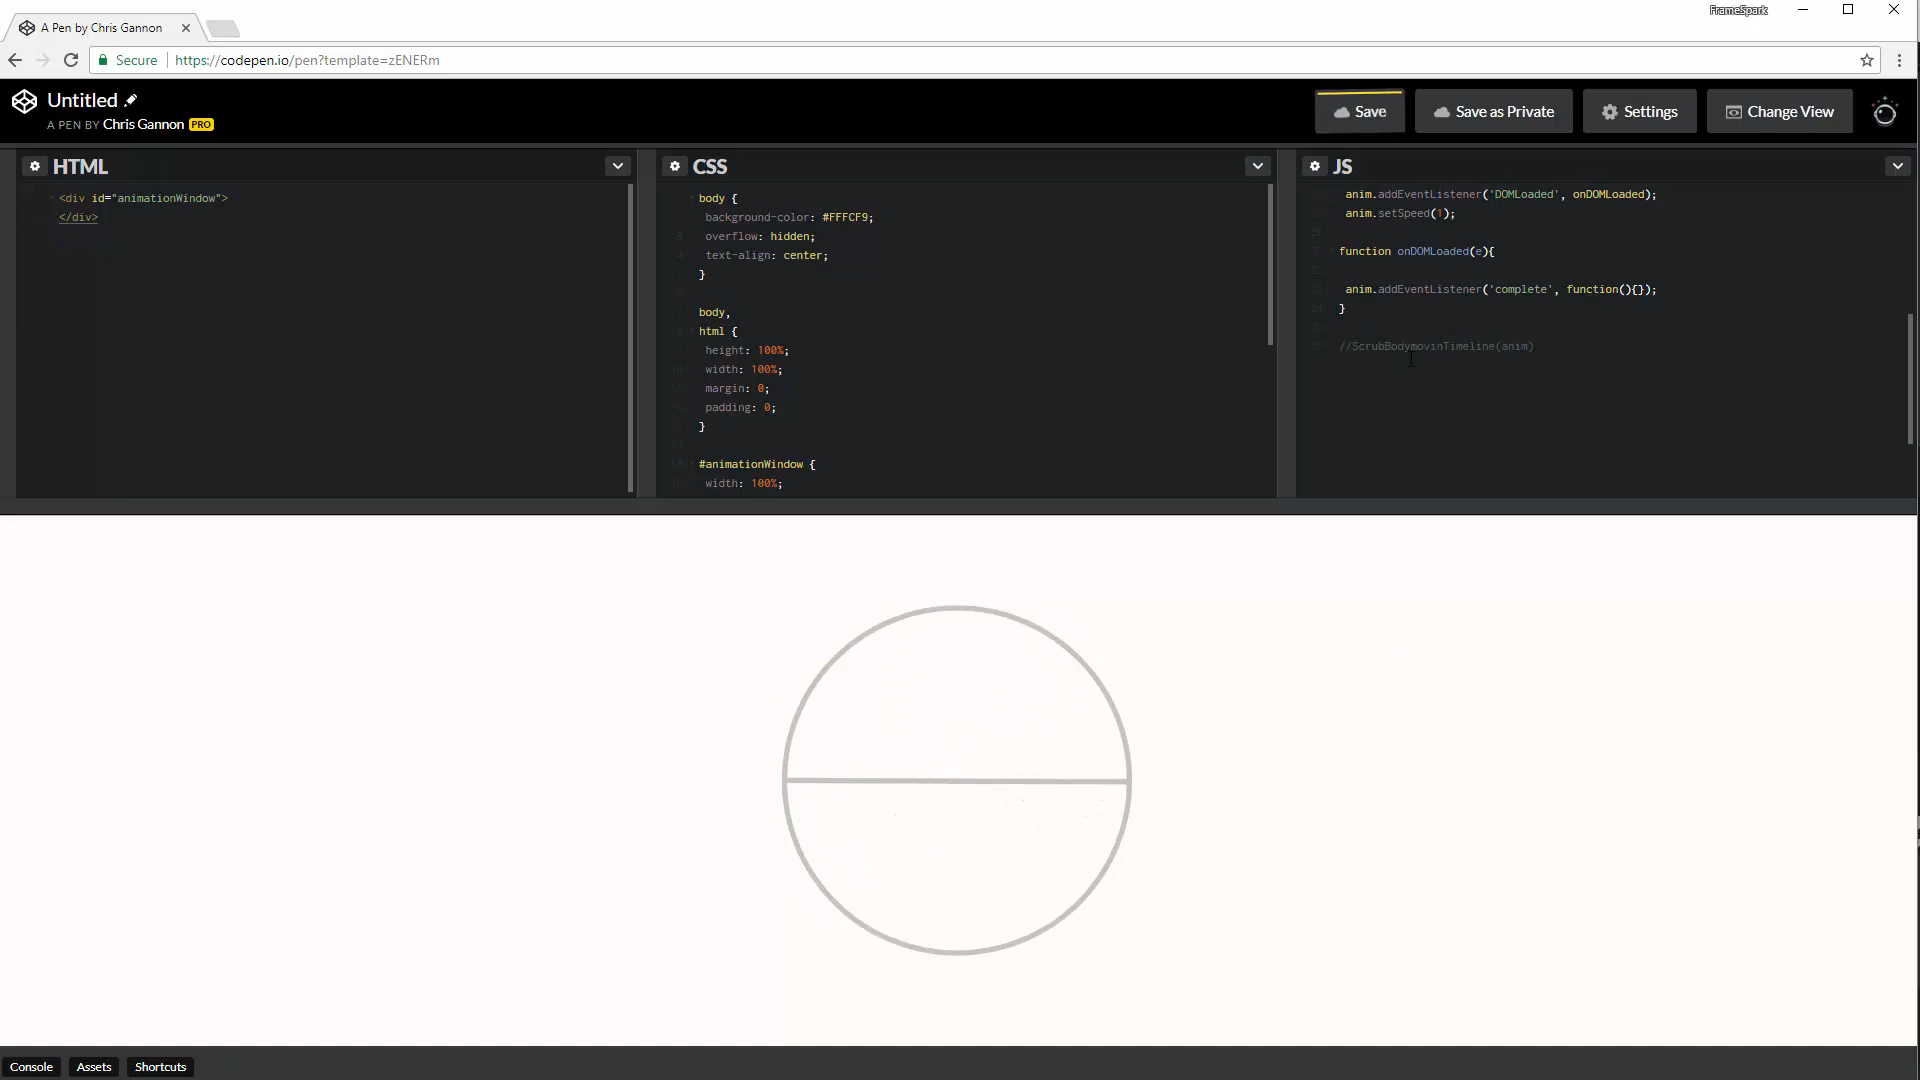 FrameSpark
A Pen by Chris Gannon
Secure https://codepen.io/pen?template=zENERm
Untitled
A PEN BY Chris Gannon PRO
Save
Save as Private
Settings
Change View
HTML
<div id="animationWindow">
</div>
CSS
body {
background-color: #FFFCF9;
overflow: hidden;
text-align: center;
}
body,
html {
height: 100%;
width: 100%;
margin: 0;
padding: 0;
}
#animationWindow {
width: 100%;
JS
anim.addEventListener('DOMLoaded', onDOMLoaded);
anim.setSpeed(1);
function onDOMLoaded(e){
anim.addEventListener('complete', function(){});
}
//ScrubBodymovinTimeline(anim)
Console
Assets
Shortcuts